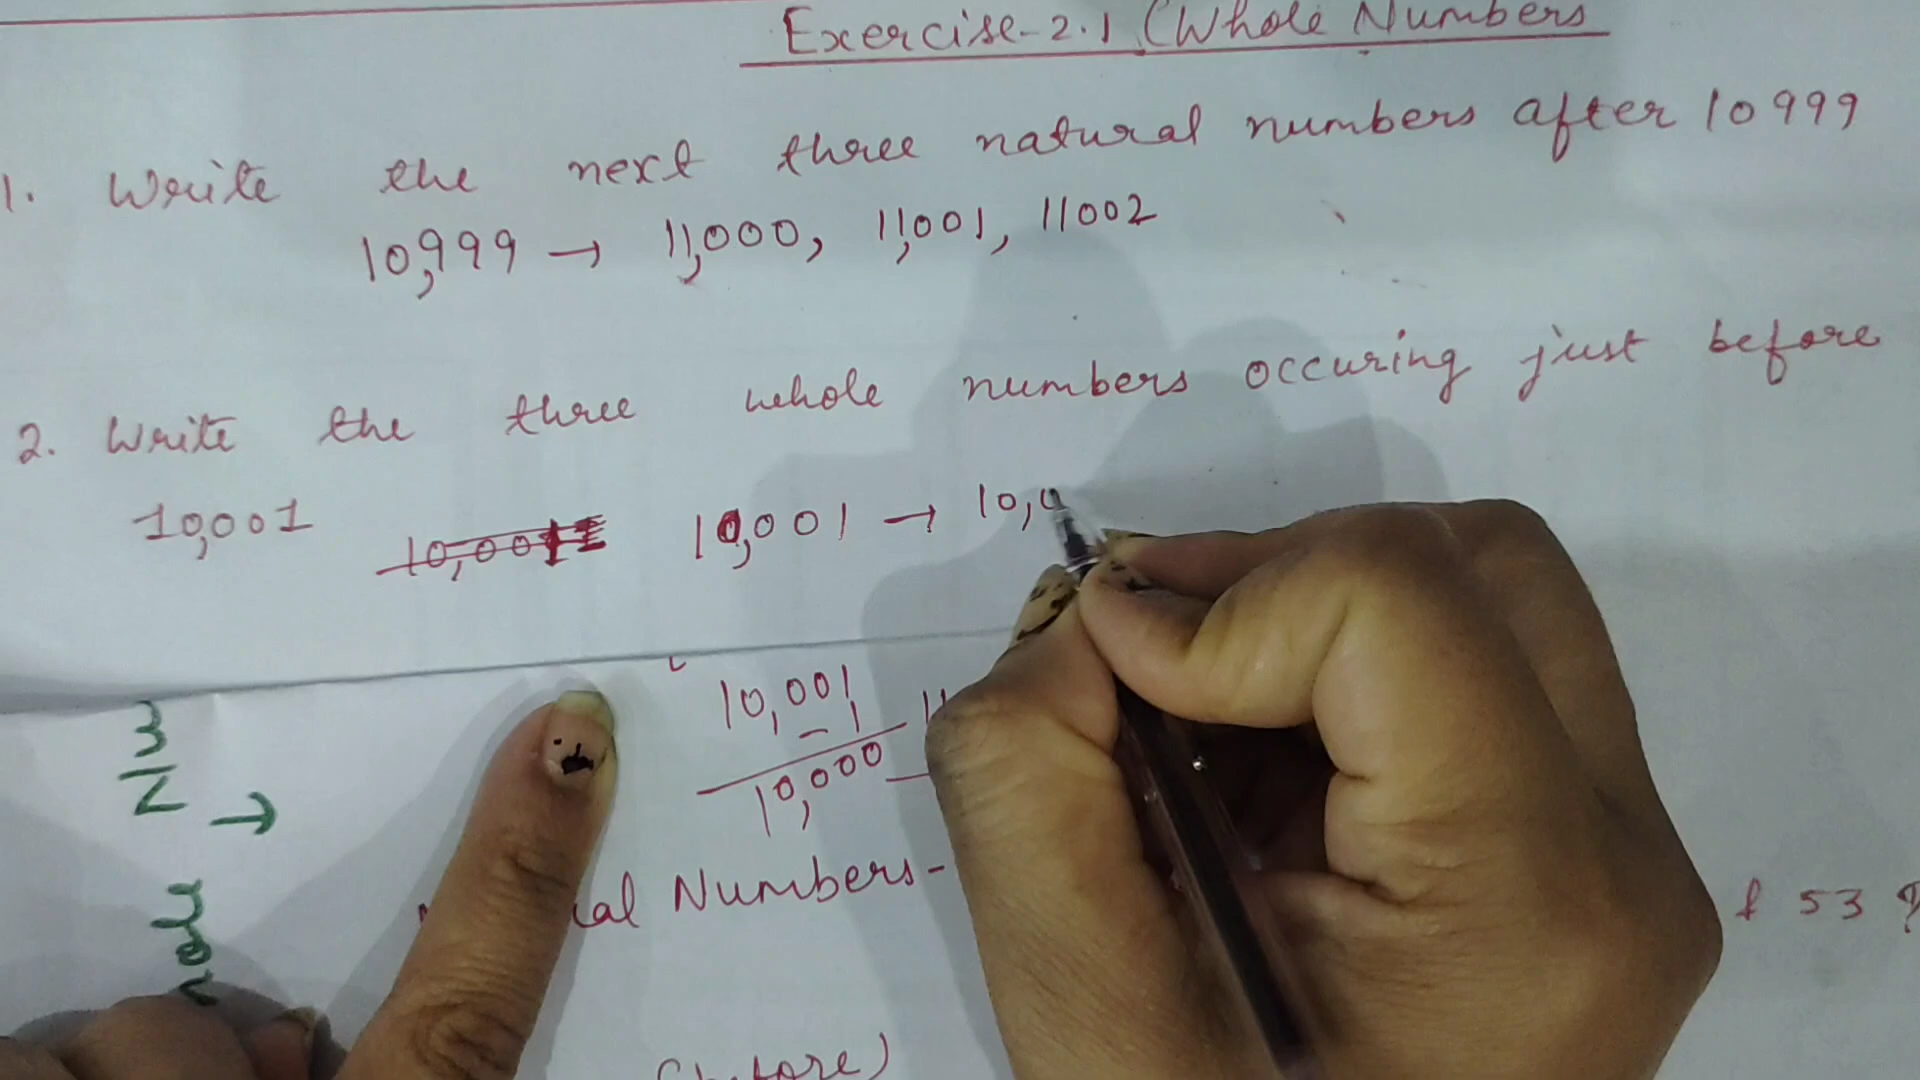 Exercise-2.1 (Whole Numbers
1. Write the next three natural numbers after 10999
10,999 → 11,000, 11,001, 11002
2. Write the three whole numbers occuring just before
10,001 10,001 → 10,0
10,001
- 1
10,000
Numbers-
53 ?